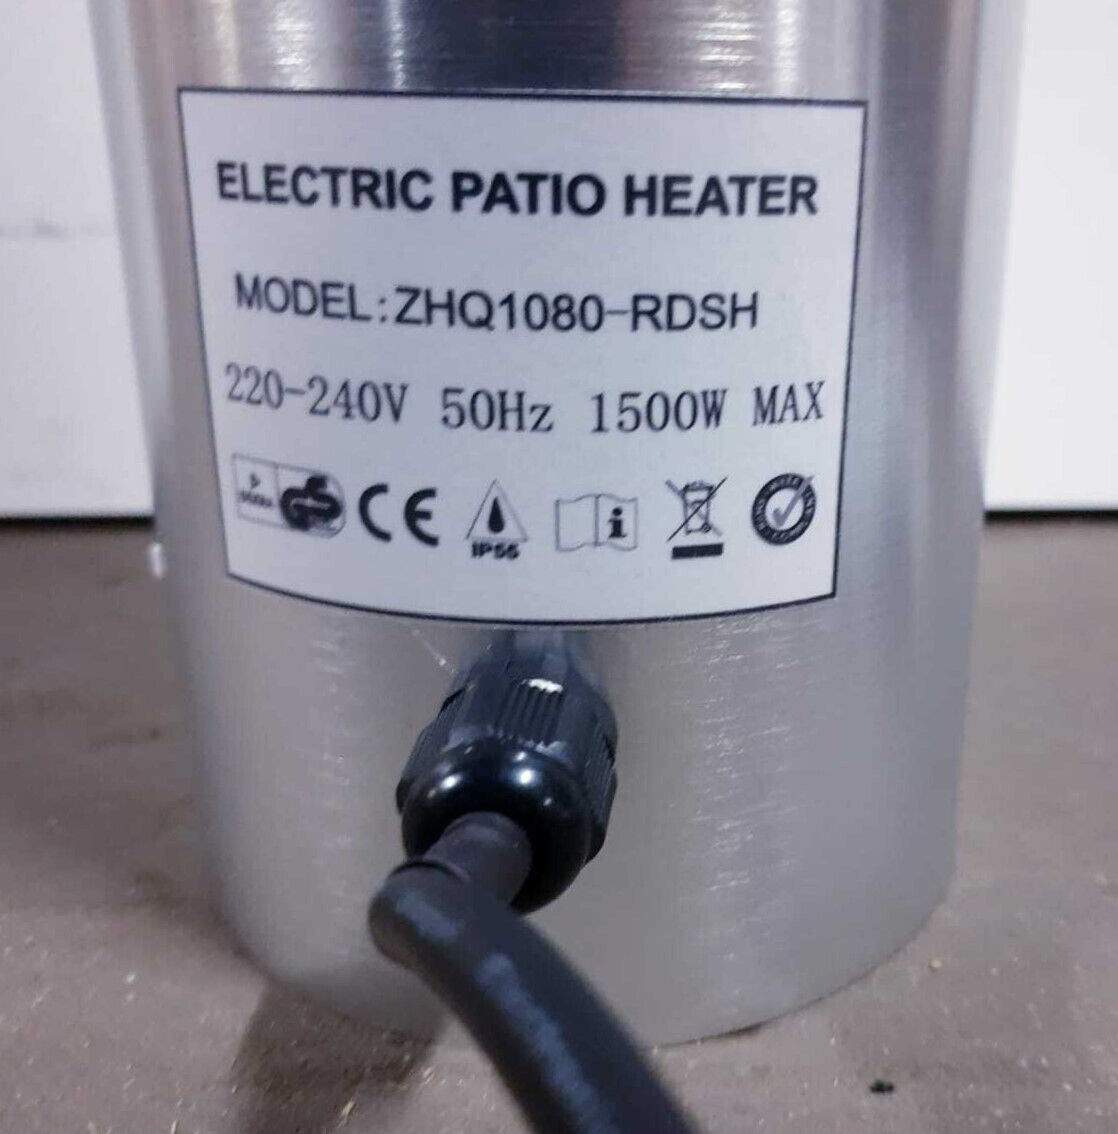 ELECTRIC PATIO HEATER
MODEL:ZHQ1080-RDSH
220-240V 50Hz 1500W MAX
CE IP55 i